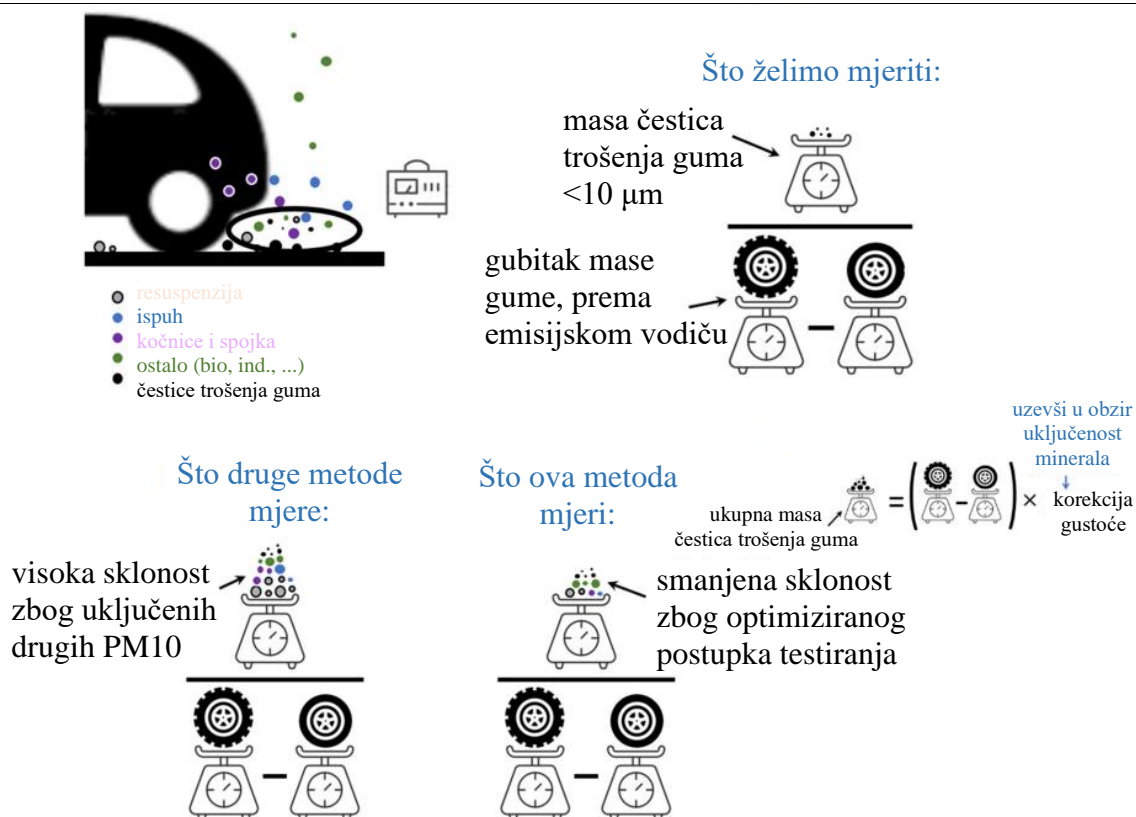 Što želimo mjeriti:
masa čestica
trošenja guma
<10 μm
gubitak mase
gume, prema
emisijskom vodiču
resuspenzija
ispuh
kočnice i spojka
ostalo (bio, ind., ...)
čestice trošenja guma
Što druge metode
mjere:
visoka sklonost
zbog uključenih
drugih PM10
Što ova metoda
mjeri:
smanjena sklonost
zbog optimiziranog
postupka testiranja
uzevši u obzir
uključenost
minerala
ukupna masa
čestica trošenja guma
= ( − ) ×
korekcija
gustoće